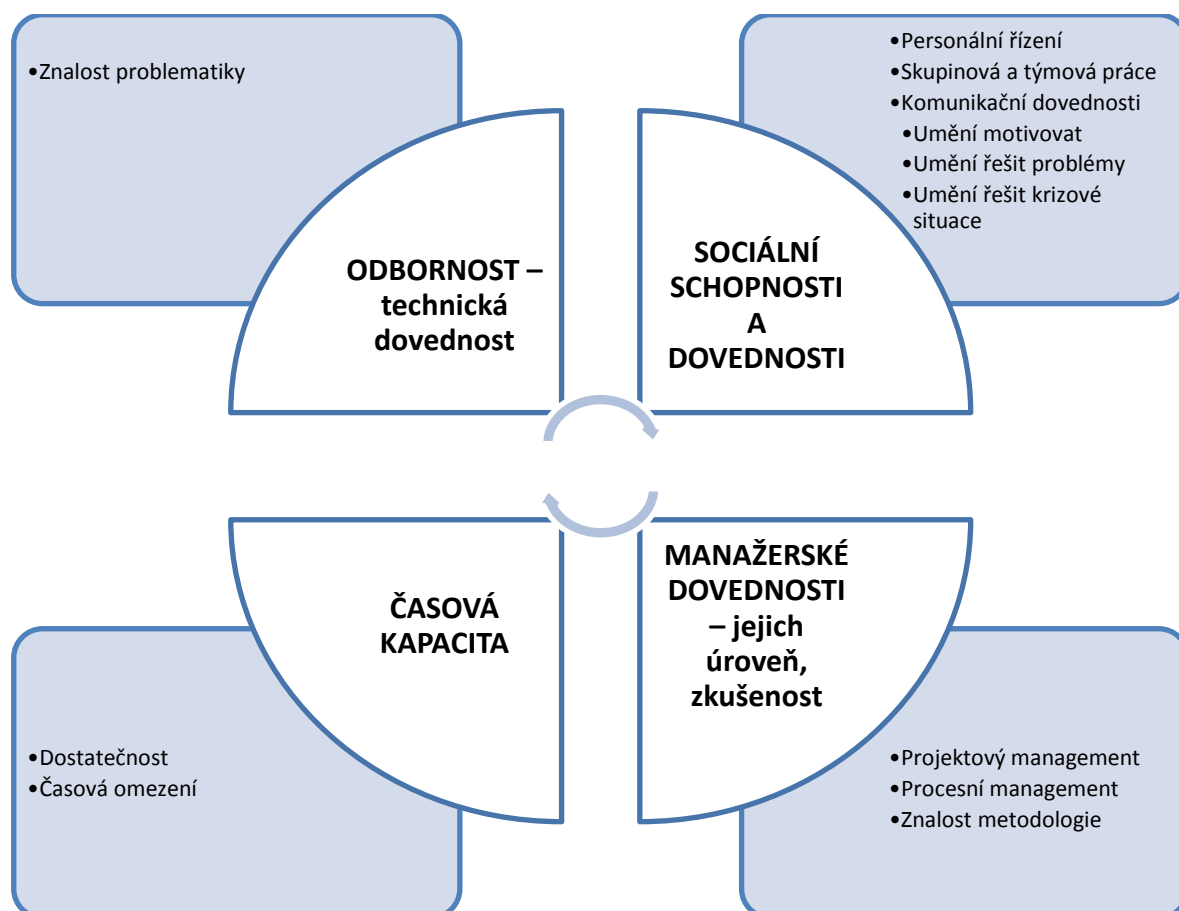 •Znalost problematiky
•Personální řízení
•Skupinová a týmová práce
•Komunikační dovednosti
•Umění motivovat
•Umění řešit problémy
•Umění řešit krizové
situace
ODBORNOST –
technická
dovednost
SOCIÁLNÍ
SCHOPNOSTI
A
DOVEDNOSTI
ČASOVÁ
KAPACITA
MANAŽERSKÉ
DOVEDNOSTI
– jejich
úroveň,
zkušenost
•Dostatečnost
•Časová omezení
•Projektový management
•Procesní management
•Znalost metodologie